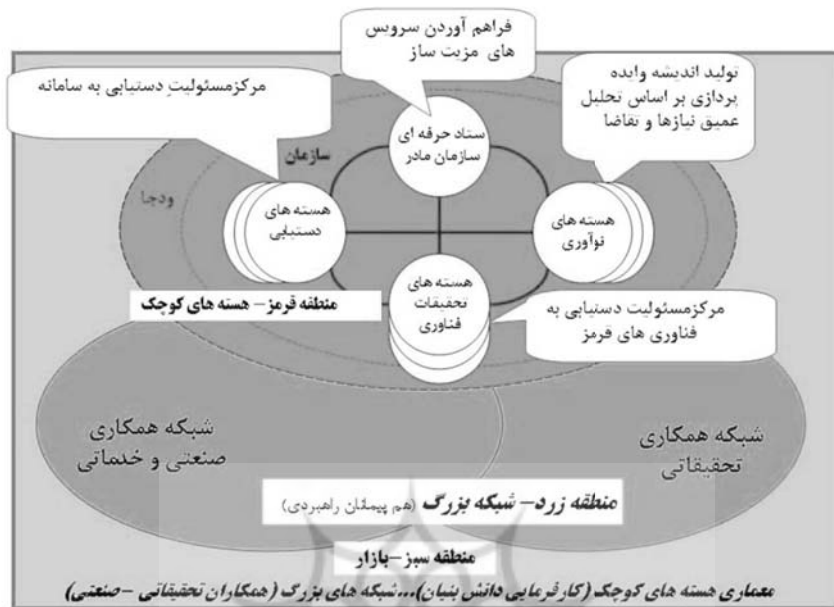 فراهم آوردن سرویس
های مزیت ساز
تولید اندیشه وایده
پردازی بر اساس تحلیل
عمیق نیازها و تقاضا
مرکزمسئولیتِ دستیابی به سامانه
ستاد حرفه ای
سازمان مادر
سازمان
ودجا
هسته های
نوآوری
هسته های
دستیابی
هسته های
تحقیقات
فناوری
منطقه قرمز- هسته های کوچک
مرکزمسئولیت دستیابی به
فناوری های قرمز
شبکه همکاری
تحقیقاتی
شبکه همکاری
صنعتی و خدماتی
منطقه زرد- شبکه بزرگ (هم پیمانان راهبردی)
منطقه سبز-بازار
معماری هسته های کوچک (کارفرمایی دانش بنیان)...شبکه های بزرگ (همکاران تحقیقاتی -صنعتی)